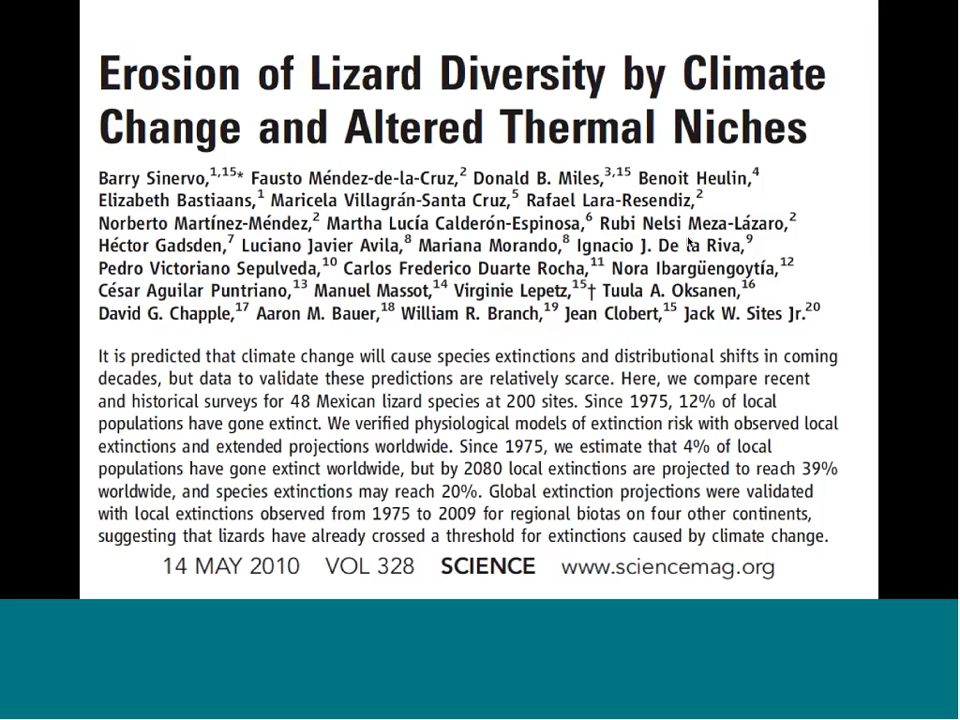 Erosion of Lizard Diversity by Climate
Change and Altered Thermal Niches
Barry Sinervo,1,15* Fausto Méndez-de-la-Cruz,2 Donald B. Miles,3,15 Benoit Heulin,4
Elizabeth Bastiaans,1 Maricela Villagrán-Santa Cruz,5 Rafael Lara-Resendiz,2
Norberto Martínez-Méndez,2 Martha Lucía Calderón-Espinosa,6 Rubi Nelsi Meza-Lázaro,2
Héctor Gadsden,7 Luciano Javier Avila,8 Mariana Morando,8 Ignacio J. De la Riva,9
Pedro Victoriano Sepulveda,10 Carlos Frederico Duarte Rocha,11 Nora Ibargüengoytía,12
César Aguilar Puntriano,13 Manuel Massot,14 Virginie Lepetz,15† Tuula A. Oksanen,16
David G. Chapple,17 Aaron M. Bauer,18 William R. Branch,19 Jean Clobert,15 Jack W. Sites Jr.20
It is predicted that climate change will cause species extinctions and distributional shifts in coming
decades, but data to validate these predictions are relatively scarce. Here, we compare recent
and historical surveys for 48 Mexican lizard species at 200 sites. Since 1975, 12% of local
populations have gone extinct. We verified physiological models of extinction risk with observed local
extinctions and extended projections worldwide. Since 1975, we estimate that 4% of local
populations have gone extinct worldwide, but by 2080 local extinctions are projected to reach 39%
worldwide, and species extinctions may reach 20%. Global extinction projections were validated
with local extinctions observed from 1975 to 2009 for regional biotas on four other continents,
suggesting that lizards have already crossed a threshold for extinctions caused by climate change.
14 MAY 2010 VOL 328 SCIENCE www.sciencemag.org